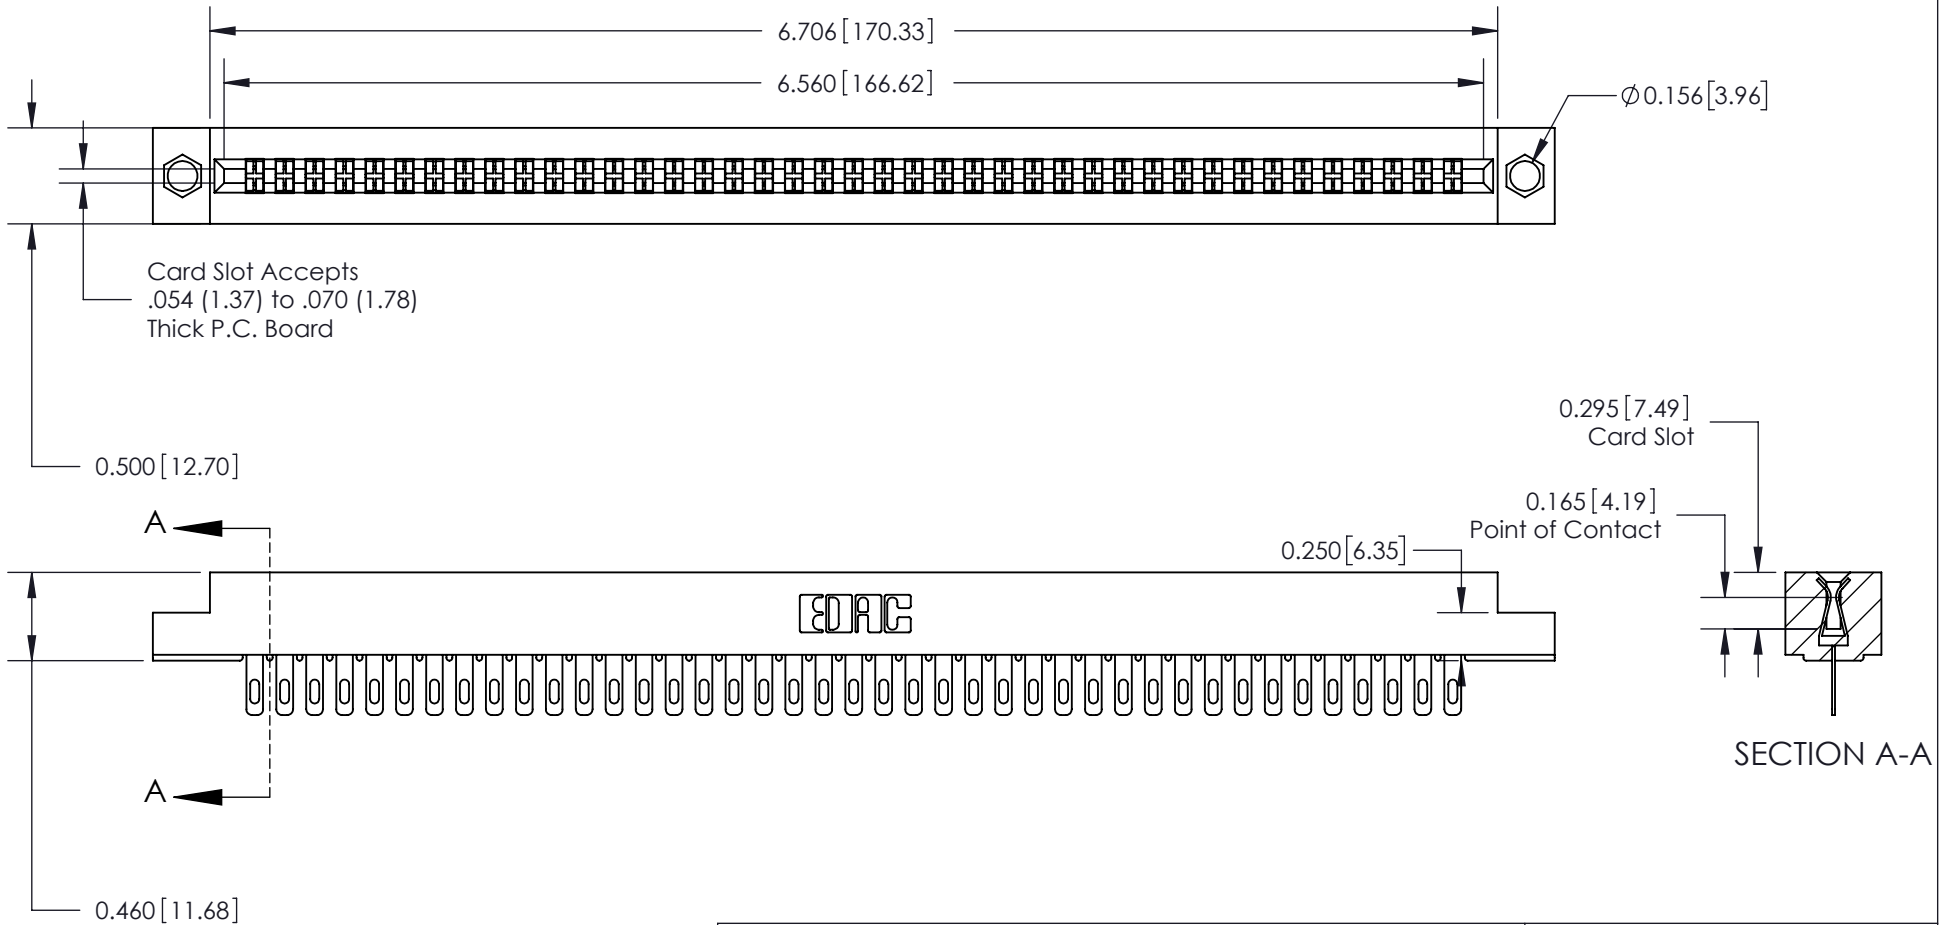 6.706[170.33]
6.560[166.62]
Ø0.156[3.96]
Card Slot Accepts
.054 (1.37) to .070 (1.78)
Thick P.C. Board
0.295[7.49]
Card Slot
0.500[12.70]
0.165[4.19]
Point of Contact
A
0.250[6.35]
EDAC
SECTION A-A
A
0.460[11.68]